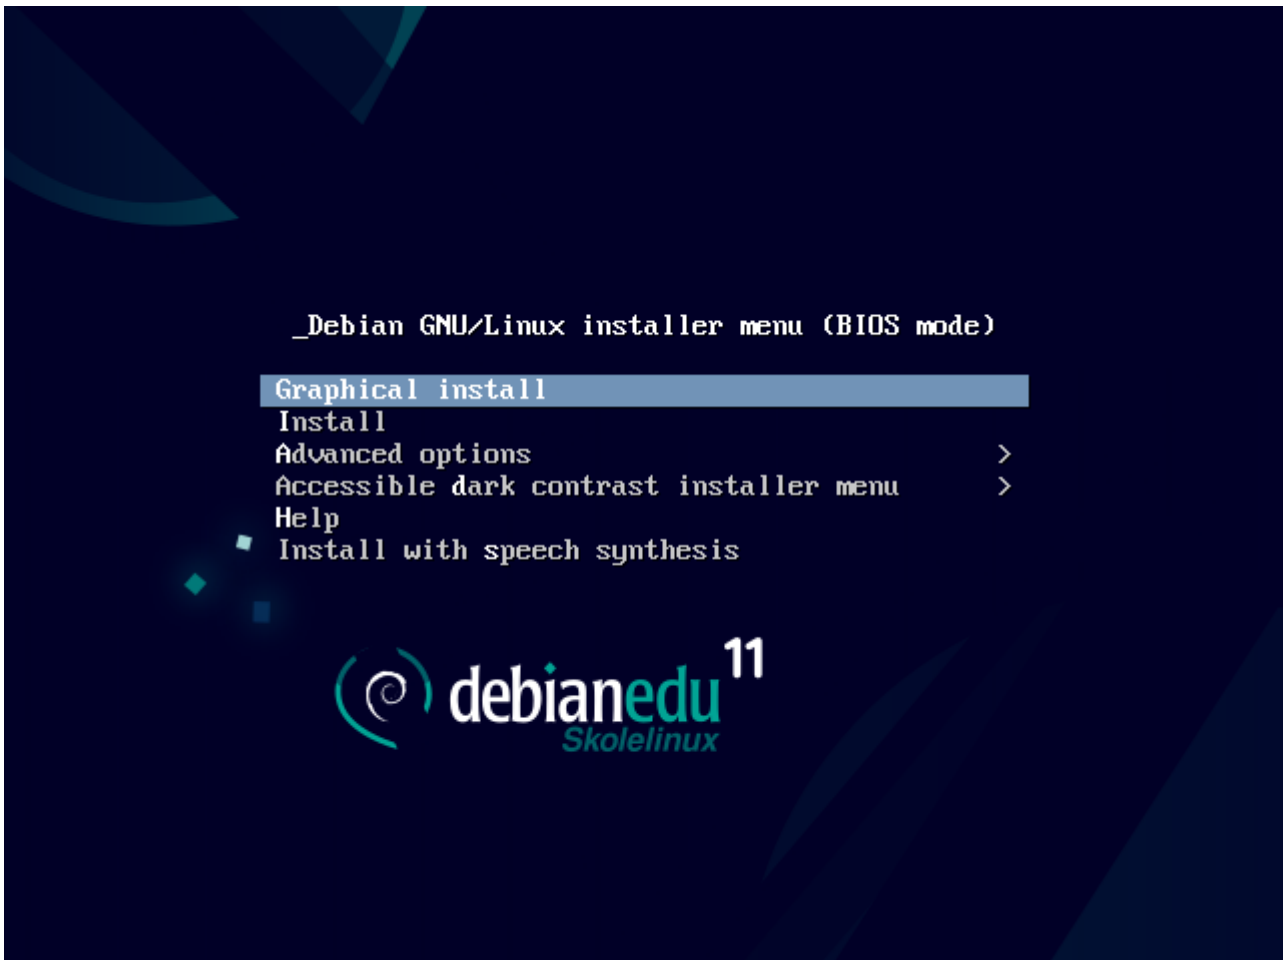 _Debian GNU/Linux installer menu (BIOS mode)
Graphical install
Install
Advanced options >
Accessible dark contrast installer menu >
Help
Install with speech synthesis
debianedu 11
Skolelinux